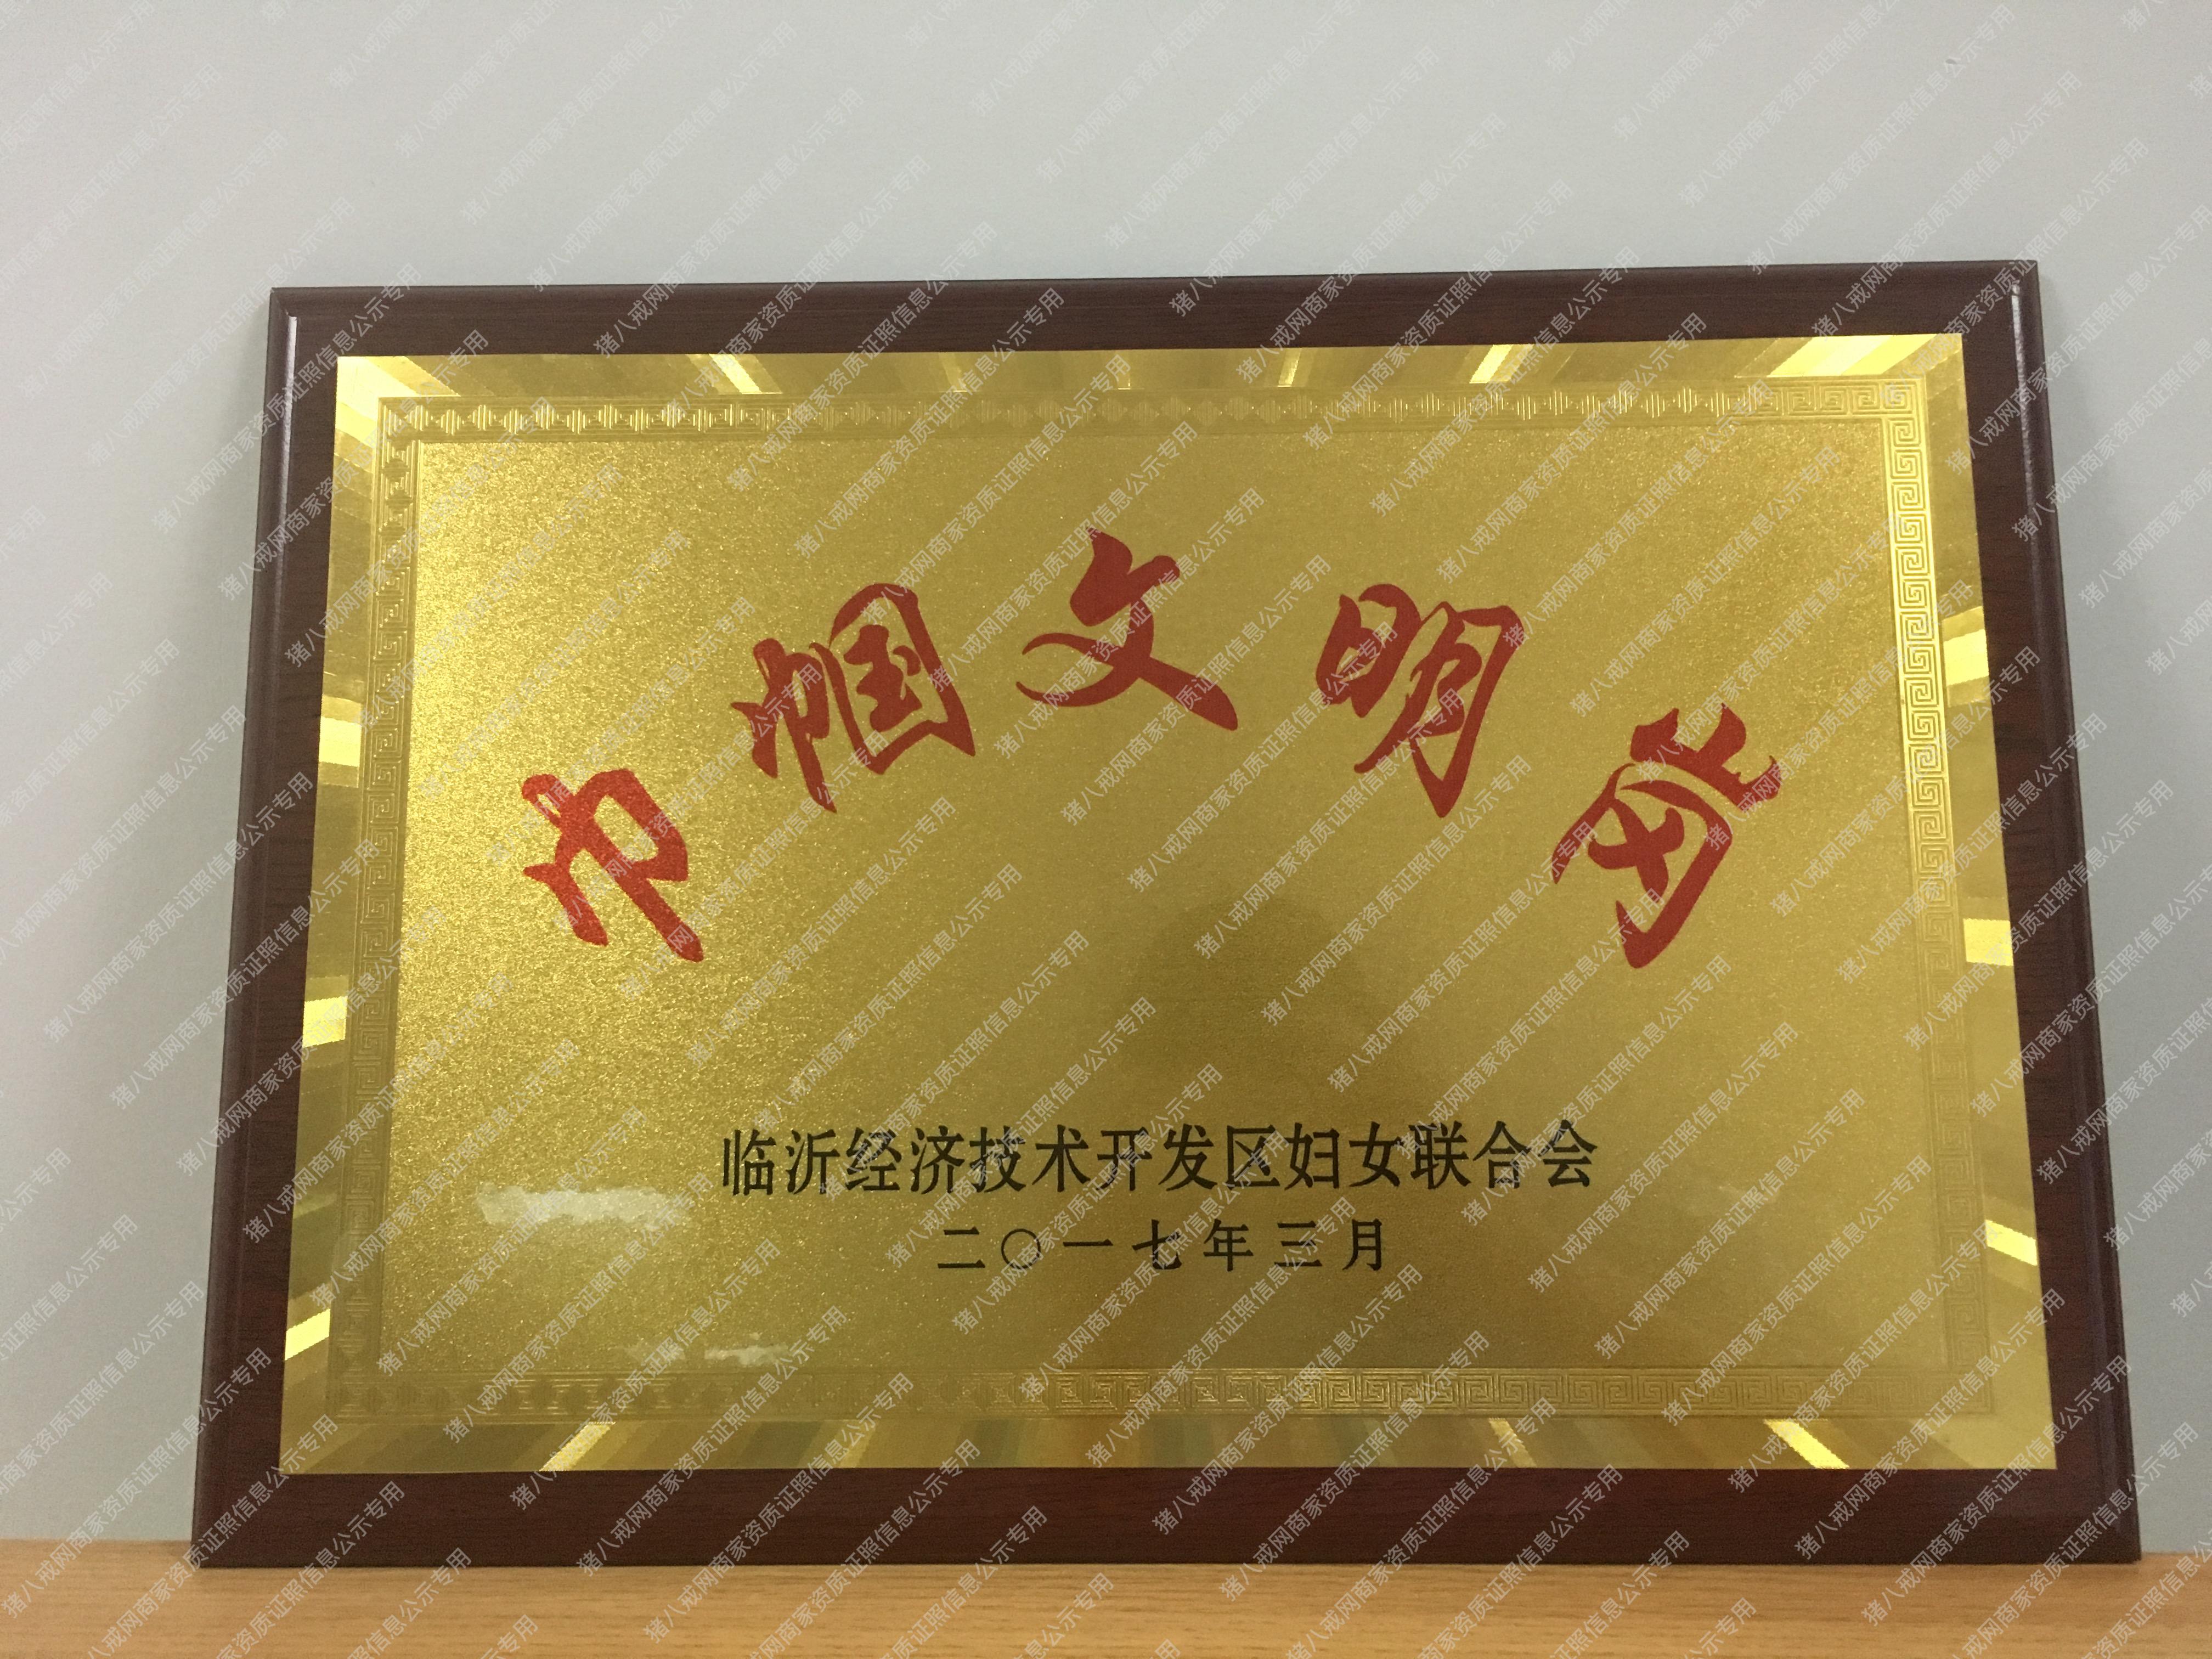 巾帼文明岗
临沂经济技术开发区妇女联合会
二〇一七年三月
猪八戒网商家资质证照信息公示专用